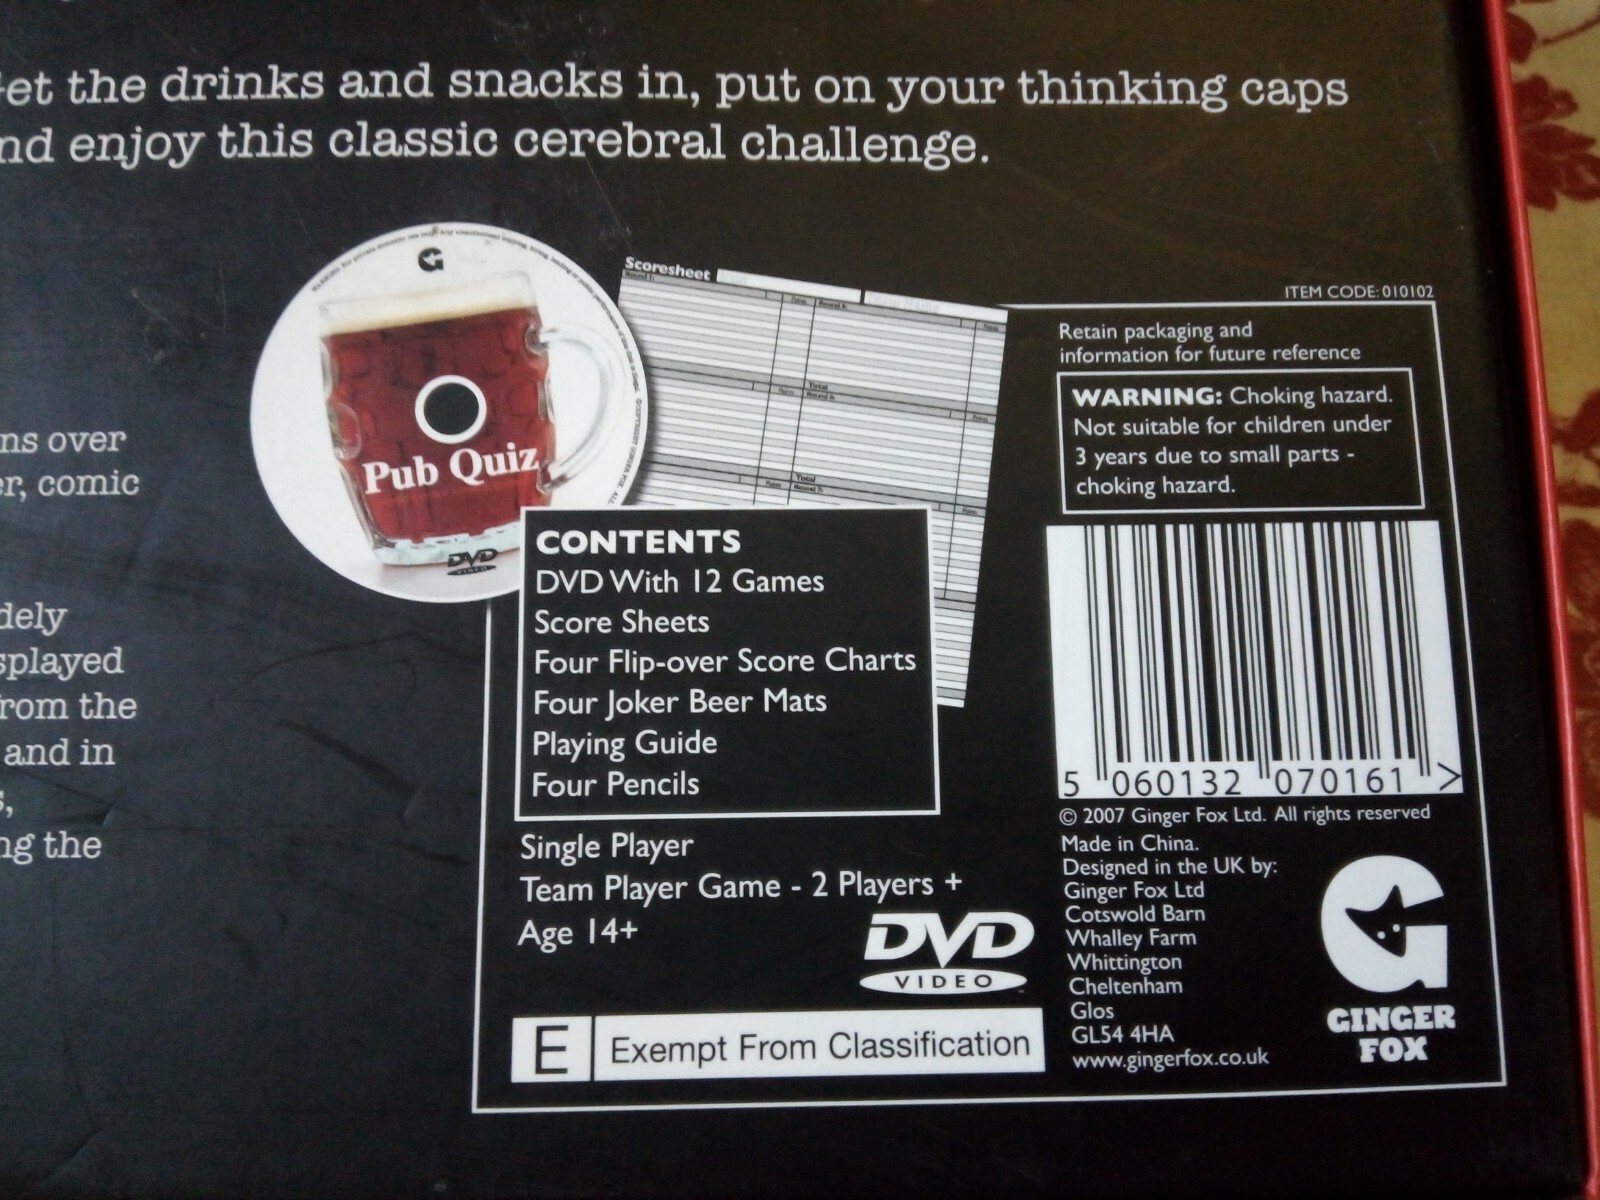 et the drinks and snacks in, put on your thinking caps
nd enjoy this classic cerebral challenge.
ns over
er, comic
dely
splayed
rom the
and in
s,
ng the
Pub Quiz
DVD
VIDEO
Scoresheet
Total
Total
CONTENTS
DVD With 12 Games
Score Sheets
Four Flip-over Score Charts
Four Joker Beer Mats
Playing Guide
Four Pencils
Single Player
Team Player Game - 2 Players +
Age 14+
DVD
VIDEO
E Exempt From Classification
ITEM CODE: 010102
Retain packaging and
information for future reference
WARNING: Choking hazard.
Not suitable for children under
3 years due to small parts -
choking hazard.
5 060132 070161 >
© 2007 Ginger Fox Ltd. All rights reserved
Made in China.
Designed in the UK by:
Ginger Fox Ltd
Cotswold Barn
Whalley Farm
Whittington
Cheltenham
Glos
GL54 4HA
www.gingerfox.co.uk
GINGER
FOX